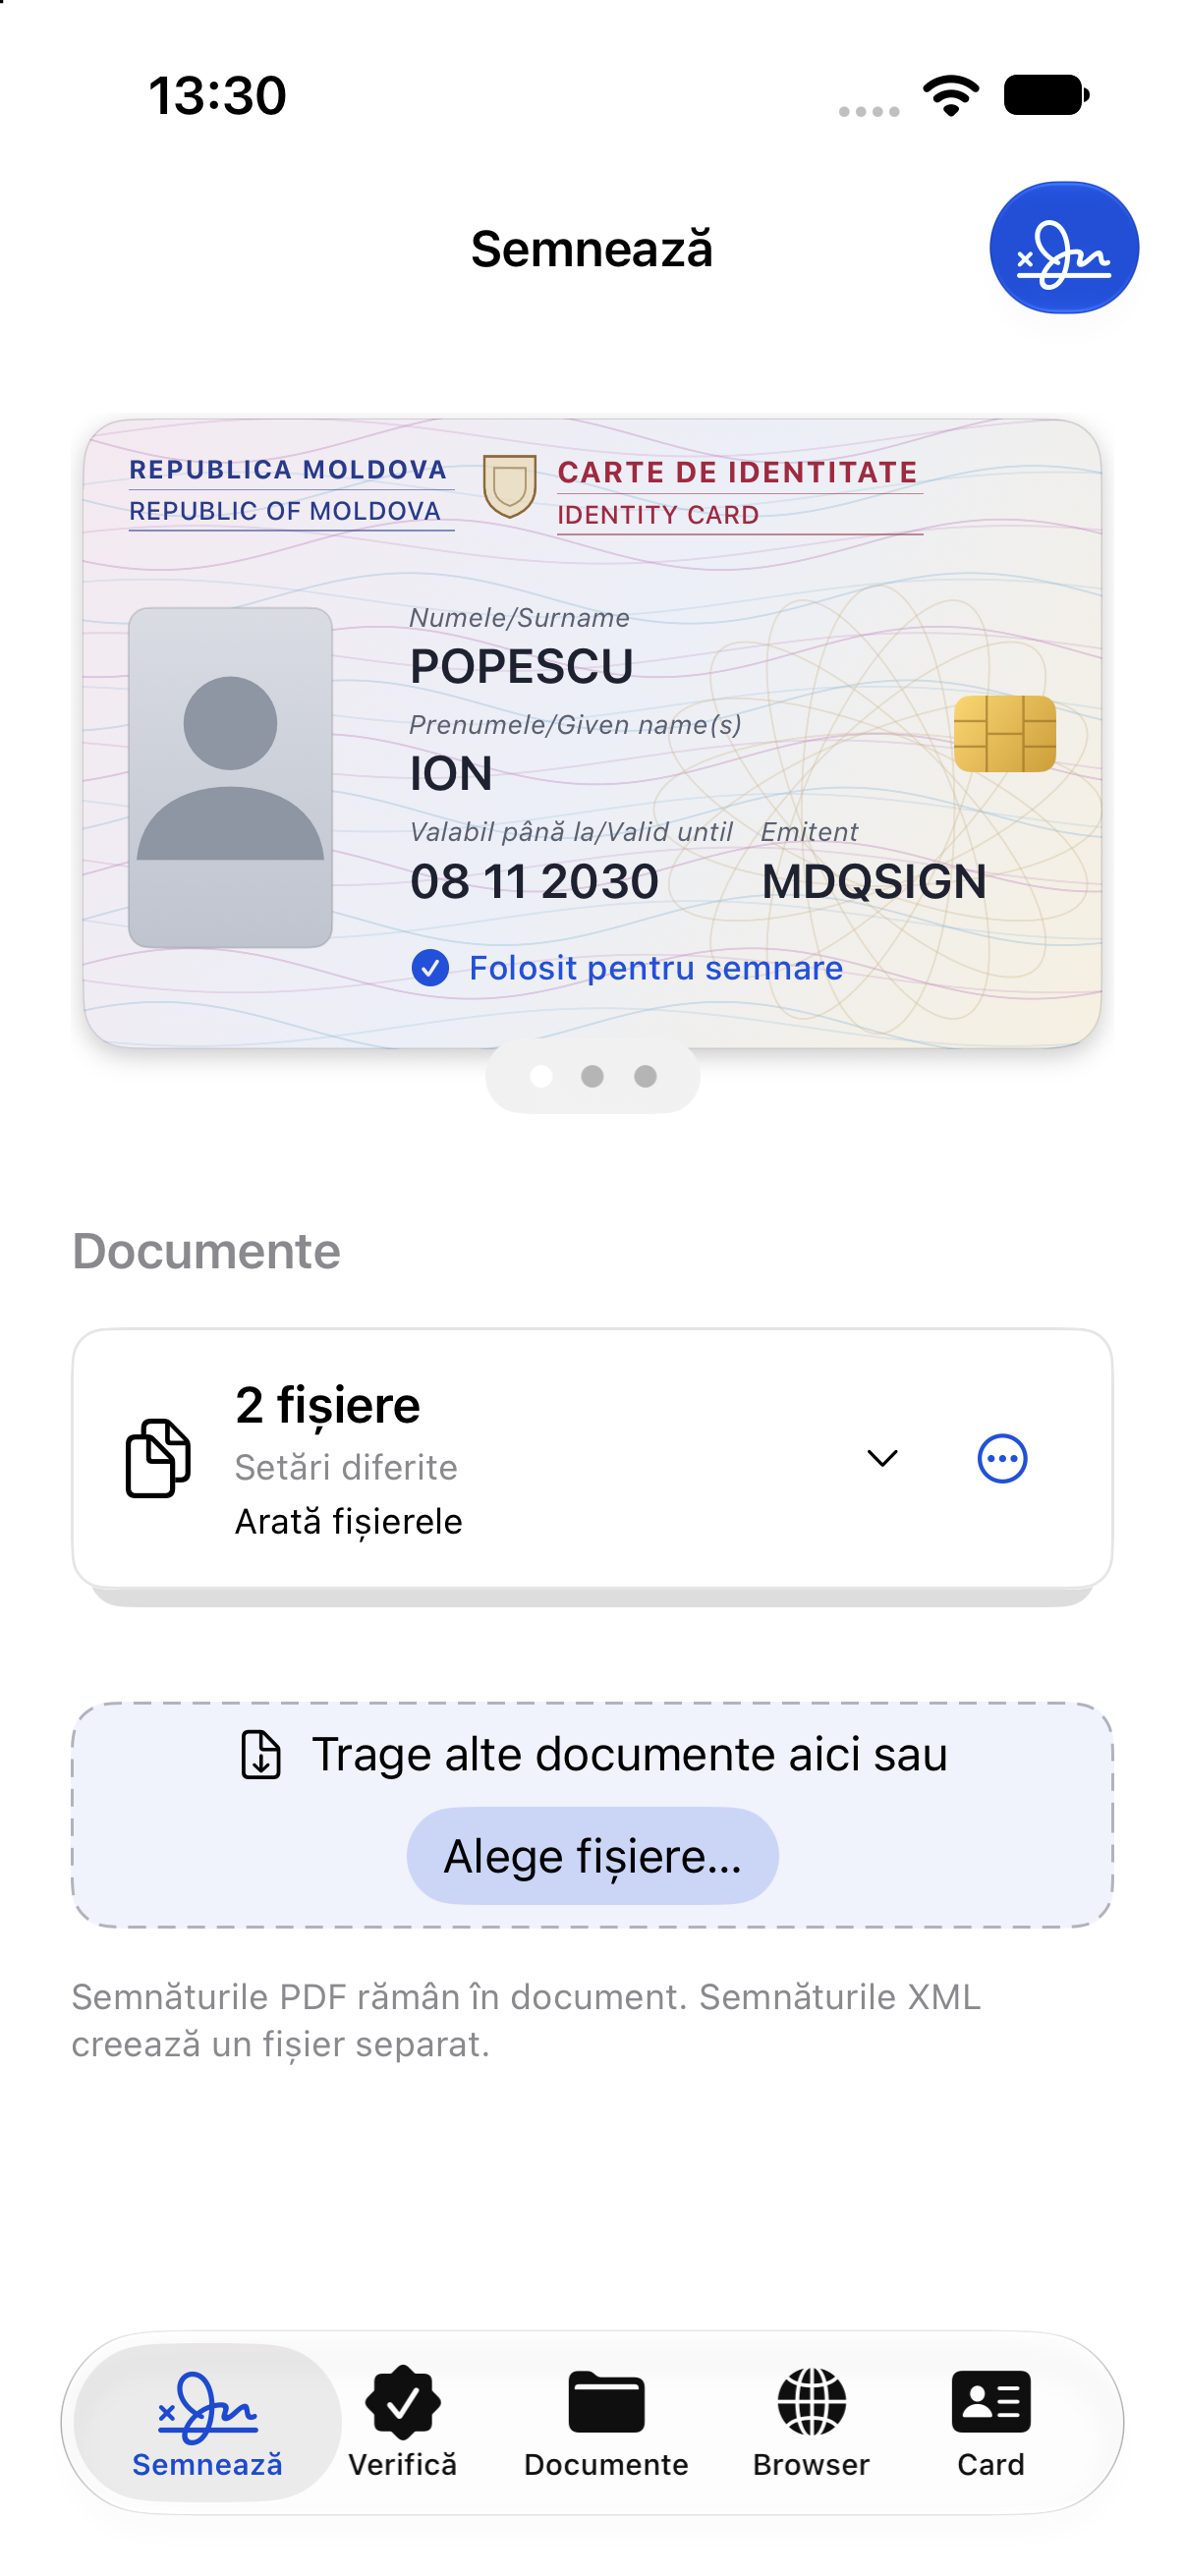 13:30
Semnează
REPUBLICA MOLDOVA
REPUBLIC OF MOLDOVA
CARTE DE IDENTITATE
IDENTITY CARD
Numele/Surname
POPESCU
Prenumele/Given name(s)
ION
Valabil până la/Valid until Emitent
08 11 2030 MDQSIGN
Folosit pentru semnare
Documente
2 fișiere
Setări diferite
Arată fișierele
Trage alte documente aici sau
Alege fișiere...
Semnăturile PDF rămân în document. Semnăturile XML
creează un fișier separat.
Semnează Verifică Documente Browser Card